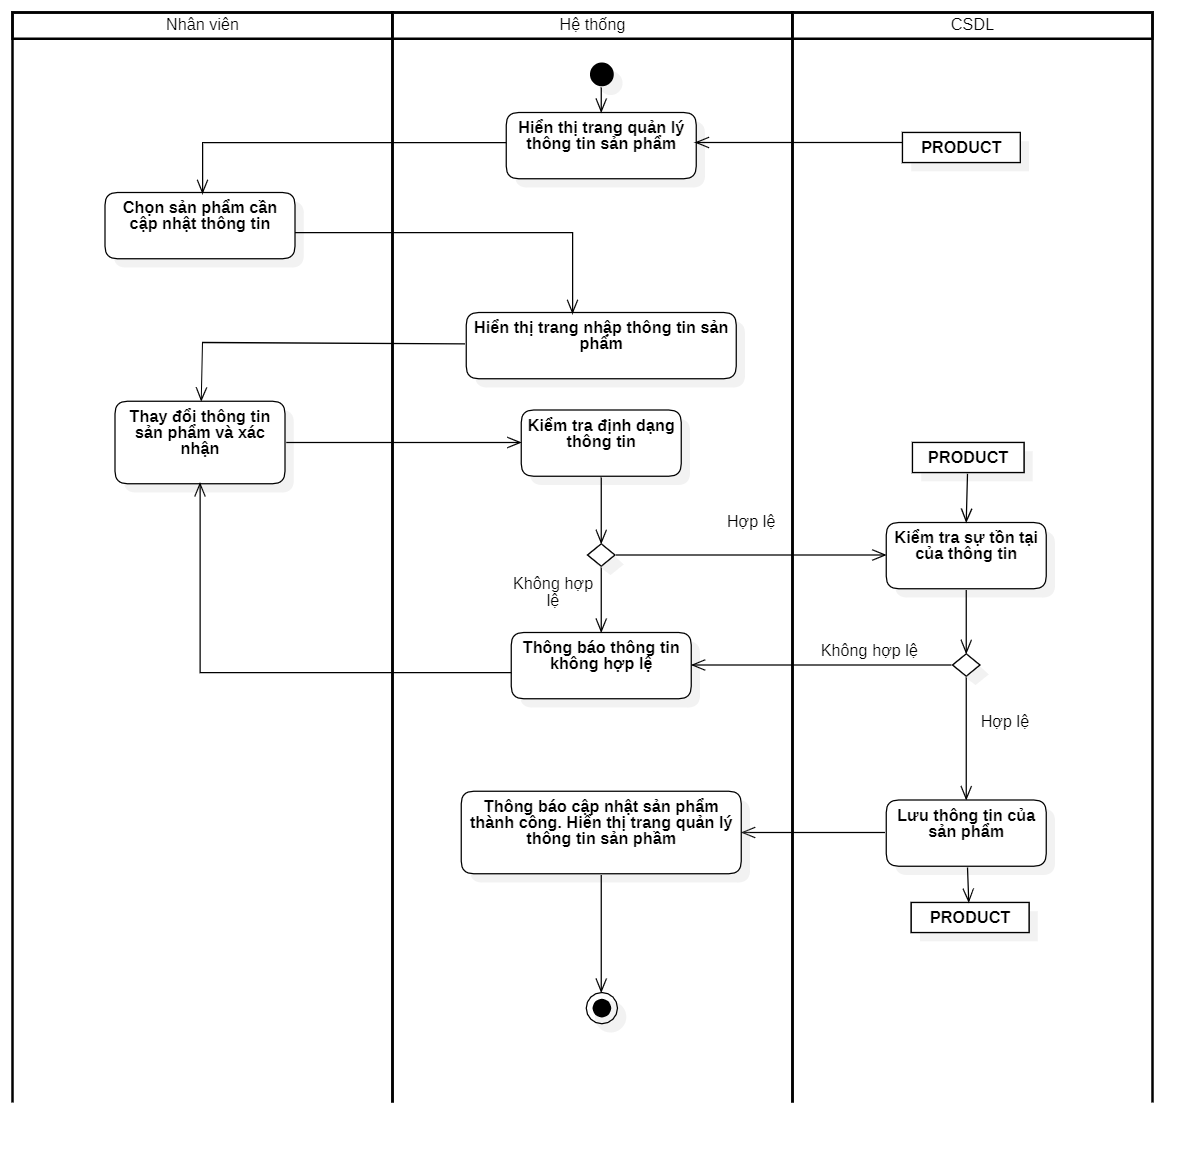 Nhân viên
Hệ thống
CSDL
Hiển thị trang quản lý
thông tin sản phẩm
PRODUCT
Chọn sản phẩm cần
cập nhật thông tin
Hiển thị trang nhập thông tin sản
phẩm
Thay đổi thông tin
sản phẩm và xác
nhận
Kiểm tra định dạng
thông tin
PRODUCT
Hợp lệ
Kiểm tra sự tồn tại
của thông tin
Không hợp
lệ
Thông báo thông tin
không hợp lệ
Không hợp lệ
Hợp lệ
Thông báo cập nhật sản phẩm
thành công. Hiển thị trang quản lý
thông tin sản phầm
Lưu thông tin của
sản phẩm
PRODUCT